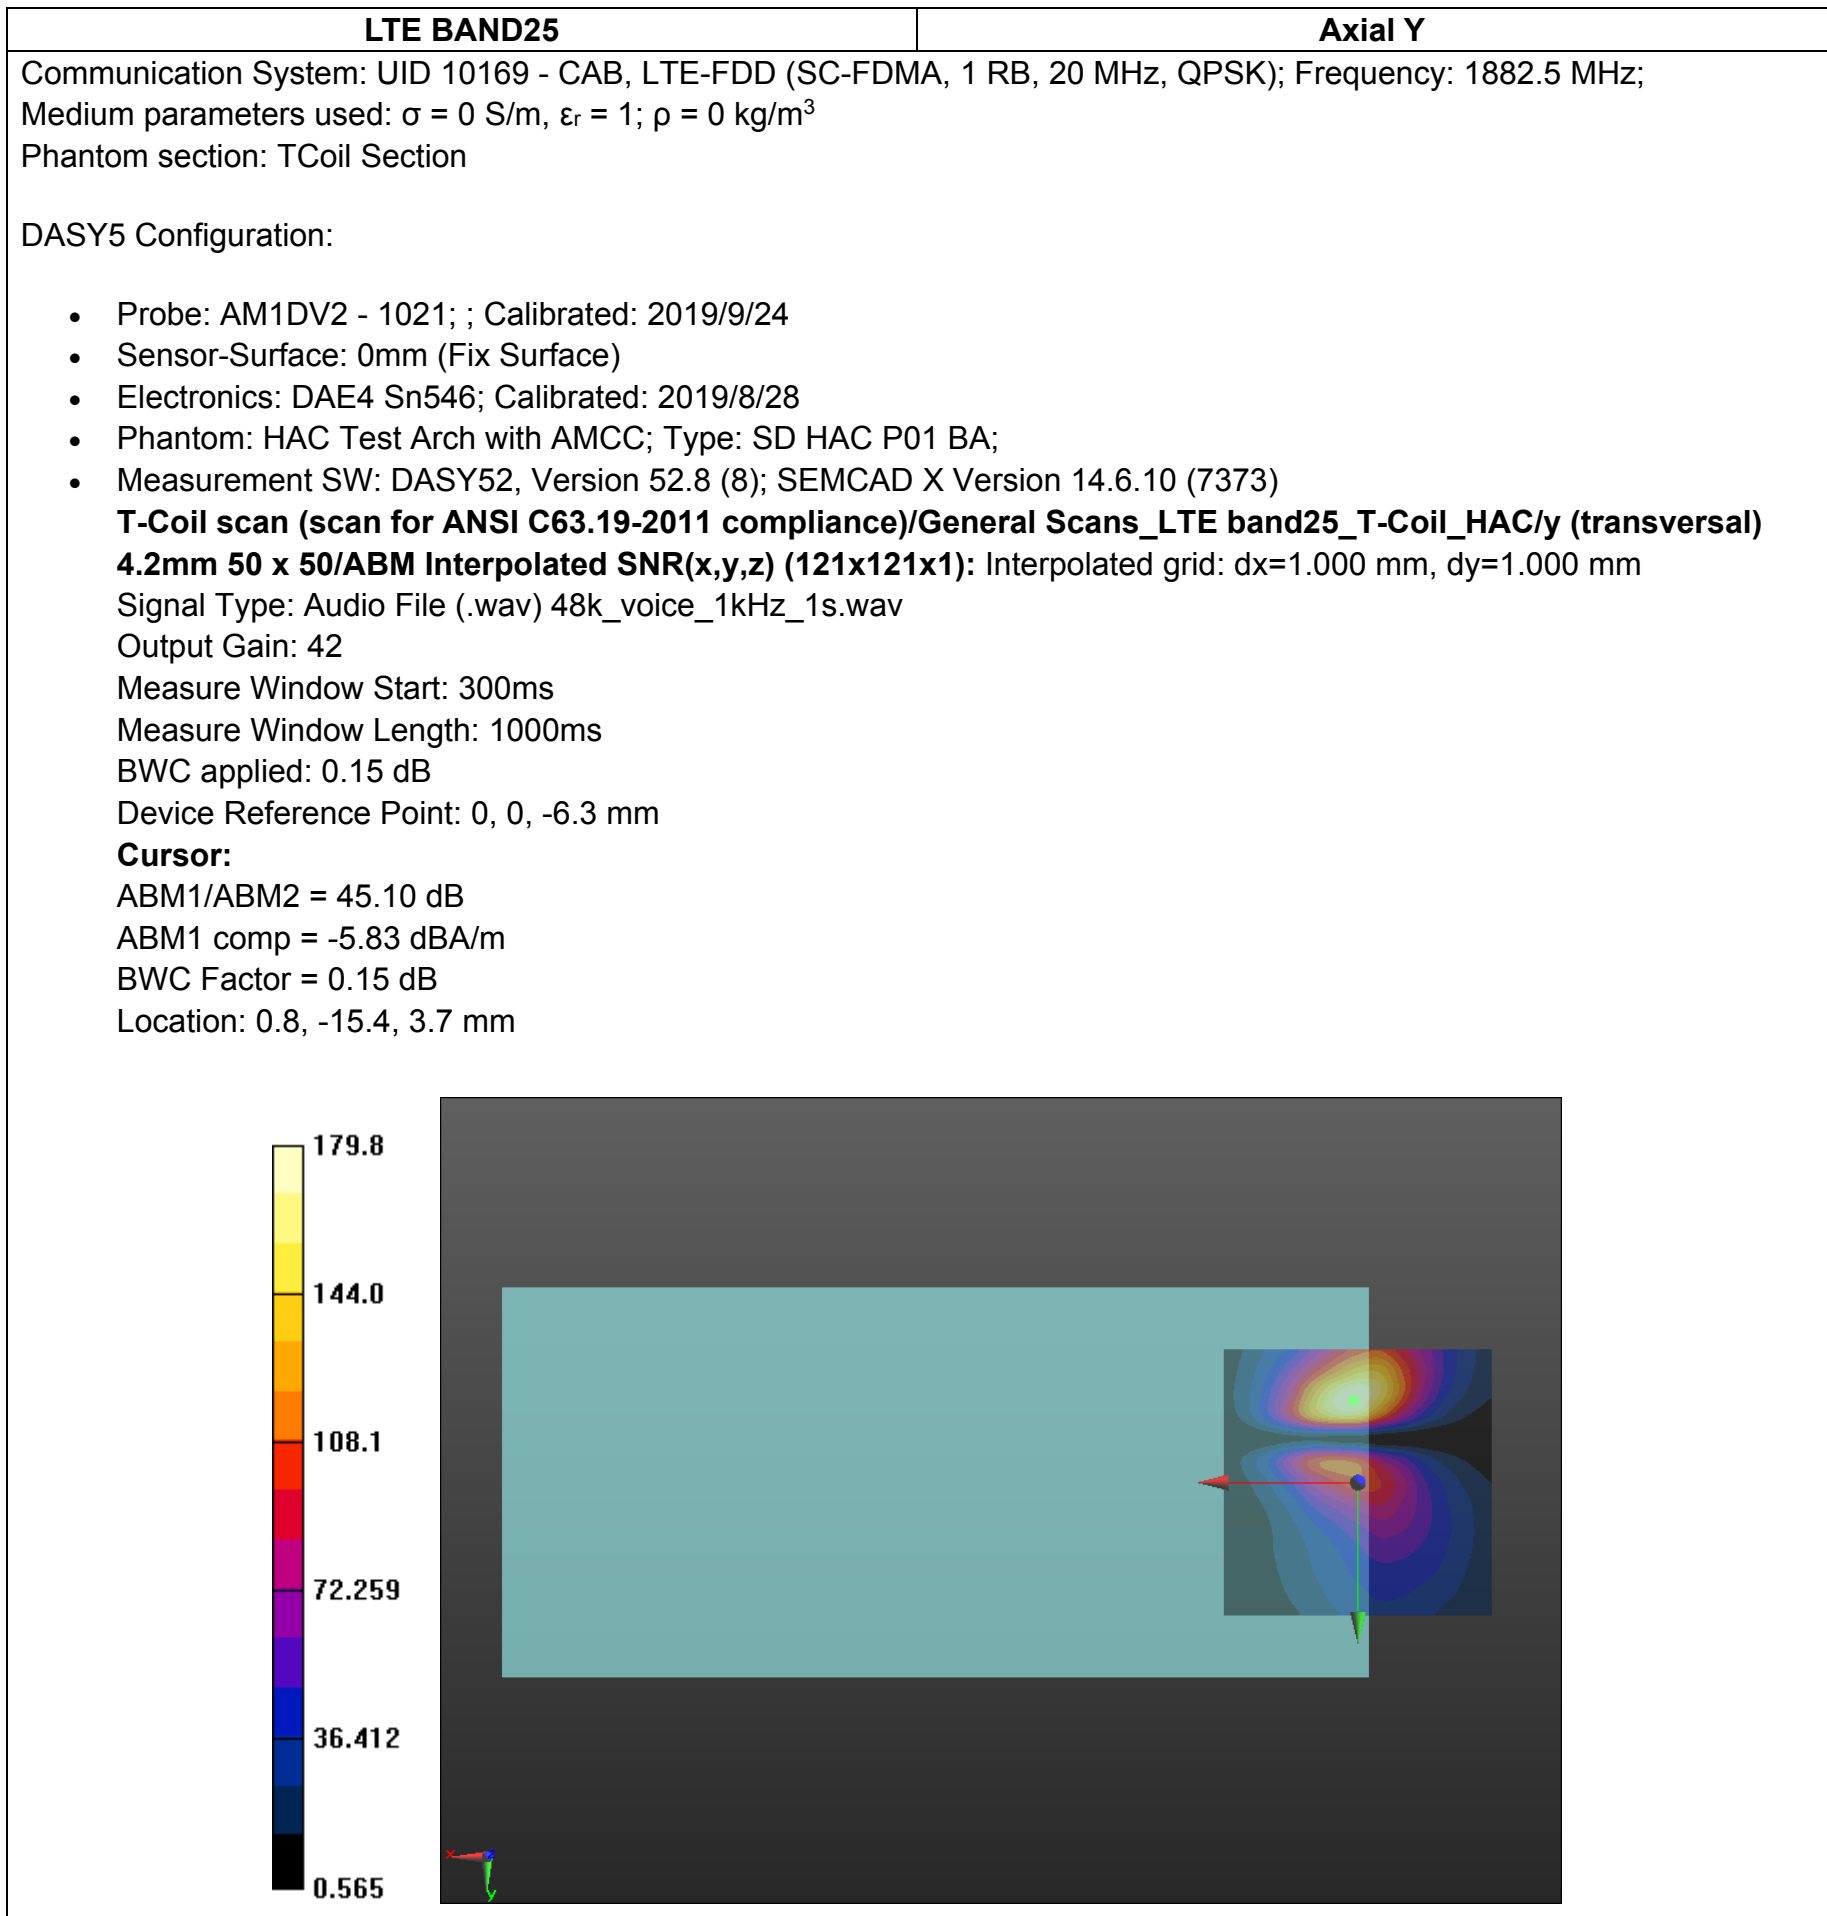 LTE BAND25
Axial Y
Communication System: UID 10169 - CAB, LTE-FDD (SC-FDMA, 1 RB, 20 MHz, QPSK); Frequency: 1882.5 MHz;
Medium parameters used: σ = 0 S/m, εr = 1; ρ = 0 kg/m³
Phantom section: TCoil Section
DASY5 Configuration:
• Probe: AM1DV2 - 1021; ; Calibrated: 2019/9/24
• Sensor-Surface: 0mm (Fix Surface)
• Electronics: DAE4 Sn546; Calibrated: 2019/8/28
• Phantom: HAC Test Arch with AMCC; Type: SD HAC P01 BA;
• Measurement SW: DASY52, Version 52.8 (8); SEMCAD X Version 14.6.10 (7373)
T-Coil scan (scan for ANSI C63.19-2011 compliance)/General Scans_LTE band25_T-Coil_HAC/y (transversal)
4.2mm 50 x 50/ABM Interpolated SNR(x,y,z) (121x121x1): Interpolated grid: dx=1.000 mm, dy=1.000 mm
Signal Type: Audio File (.wav) 48k_voice_1kHz_1s.wav
Output Gain: 42
Measure Window Start: 300ms
Measure Window Length: 1000ms
BWC applied: 0.15 dB
Device Reference Point: 0, 0, -6.3 mm
Cursor:
ABM1/ABM2 = 45.10 dB
ABM1 comp = -5.83 dBA/m
BWC Factor = 0.15 dB
Location: 0.8, -15.4, 3.7 mm
179.8
144.0
108.1
72.259
36.412
0.565
x
z
y